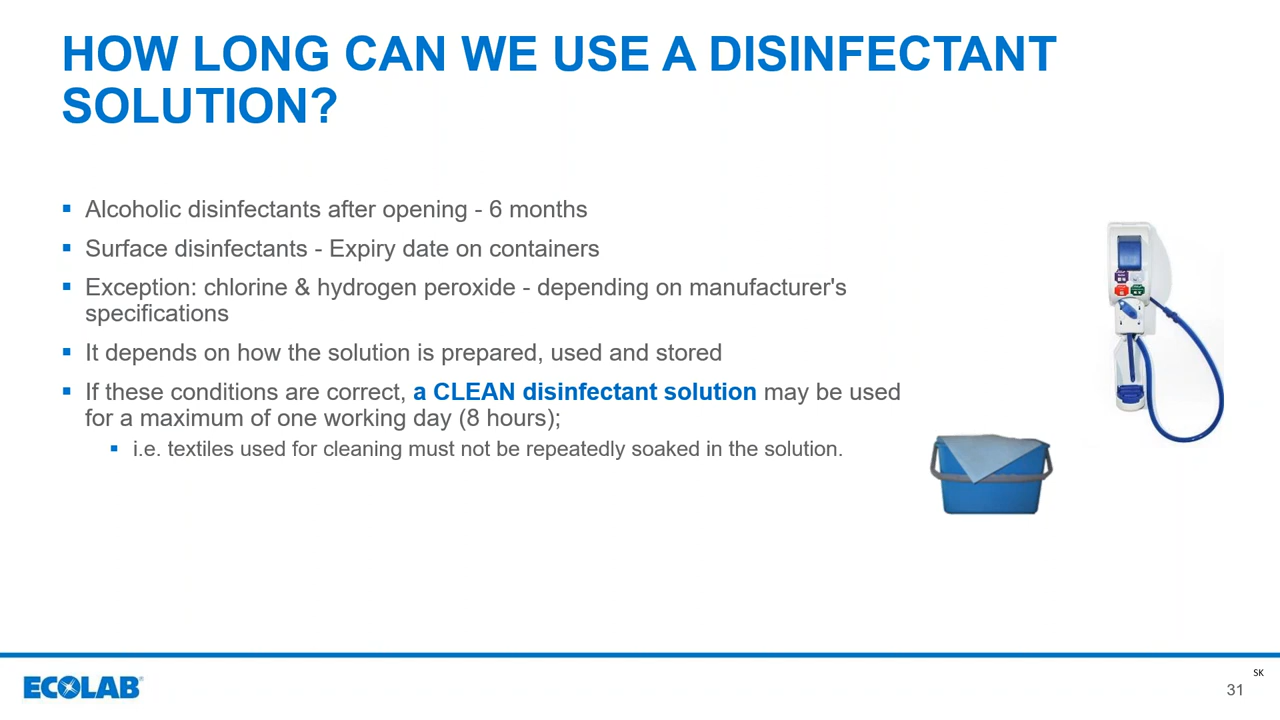 HOW LONG CAN WE USE A DISINFECTANT
SOLUTION?
Alcoholic disinfectants after opening - 6 months
Surface disinfectants - Expiry date on containers
Exception: chlorine & hydrogen peroxide - depending on manufacturer's
specifications
It depends on how the solution is prepared, used and stored
If these conditions are correct, a CLEAN disinfectant solution may be used
for a maximum of one working day (8 hours);
i.e. textiles used for cleaning must not be repeatedly soaked in the solution.
ECOLAB®
SK
31